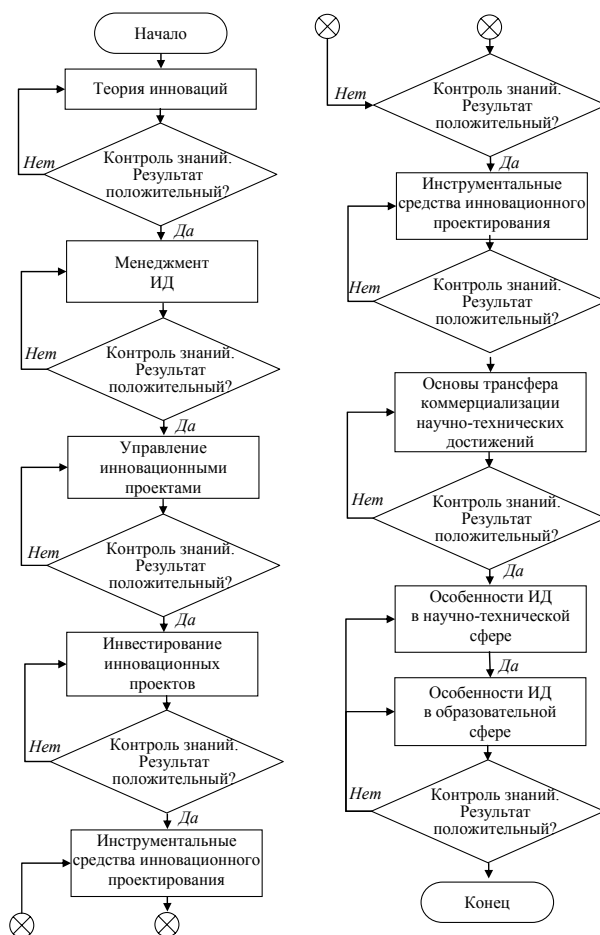 Начало
Теория инноваций
Нет
Контроль знаний.
Результат
положительный?
Да
Менеджмент
ИД
Нет
Контроль знаний.
Результат
положительный?
Да
Управление
инновационными
проектами
Нет
Контроль знаний.
Результат
положительный?
Да
Инвестирование
инновационных
проектов
Нет
Контроль знаний.
Результат
положительный?
Да
Инструментальные
средства инновационного
проектирования
Нет
Контроль знаний.
Результат
положительный?
Да
Инструментальные
средства инновационного
проектирования
Нет
Контроль знаний.
Результат
положительный?
Основы трансфера
коммерциализации
научно-технических
достижений
Нет
Контроль знаний.
Результат
положительный?
Да
Особенности ИД
в научно-технической
сфере
Да
Особенности ИД
в образовательной
сфере
Нет
Контроль знаний.
Результат
положительный?
Конец